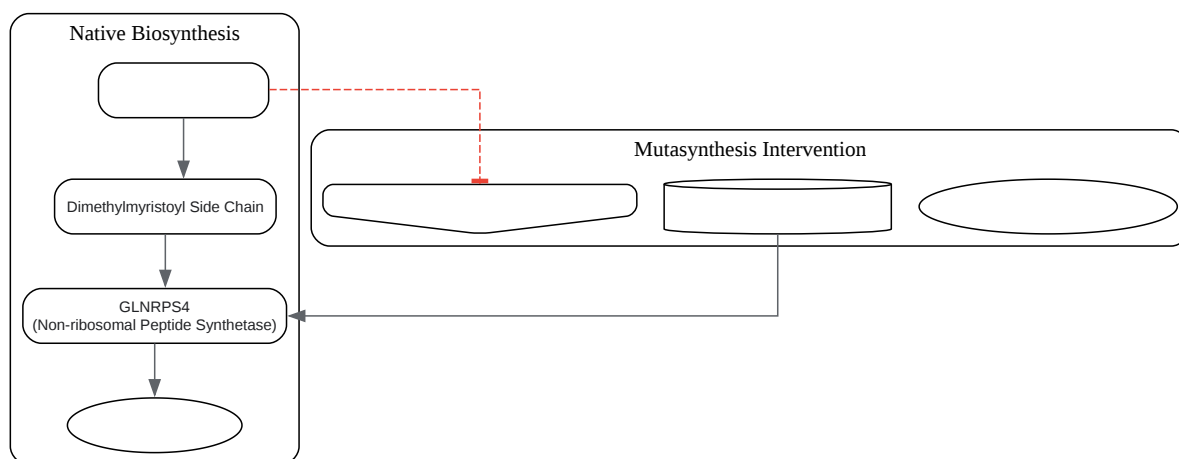 Native Biosynthesis
Mutasynthesis Intervention
Dimethylmyristoyl Side Chain
GLNRPS4
(Non-ribosomal Peptide Synthetase)